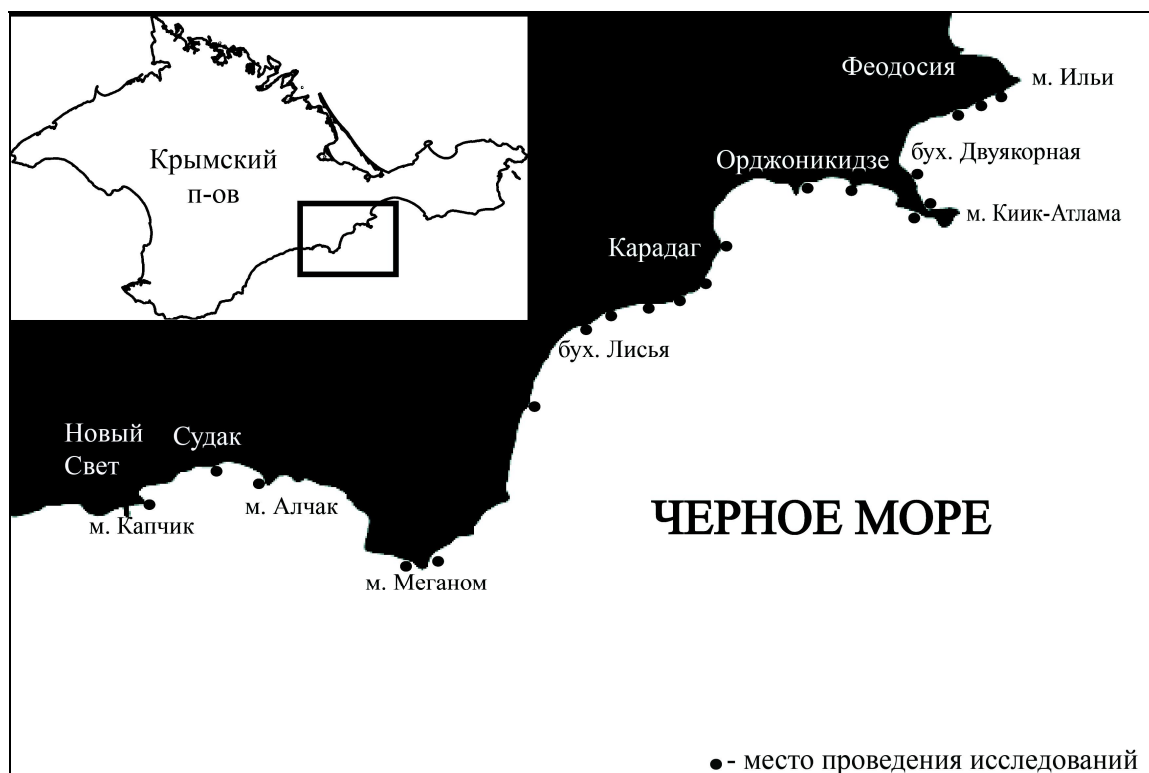 Крымский
п-ов
Феодосия
м. Ильи
Орджоникидзе
бух. Двуякорная
м. Киик-Атлама
Карадаг
бух. Лисья
Новый
Свет
Судак
м. Капчик
м. Алчак
ЧЕРНОЕ МОРЕ
м. Меганом
- место проведения исследований